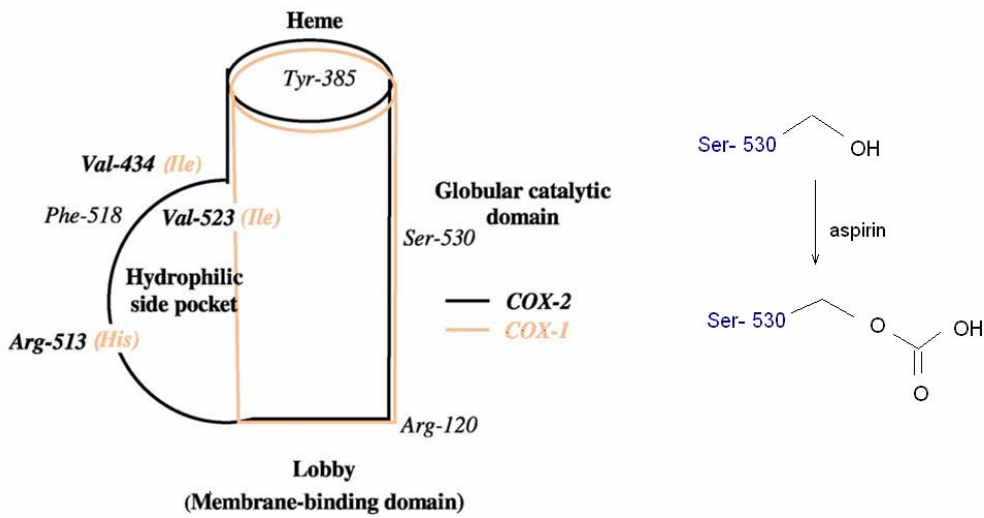 Heme
Tyr-385
Val-434 (Ile)
Phe-518
Val-523 (Ile)
Globular catalytic
domain
Ser-530
Hydrophilic
side pocket
COX-2
COX-1
Arg-513 (His)
Arg-120
Lobby
(Membrane-binding domain)
Ser- 530
OH
aspirin
Ser- 530
O
OH
O